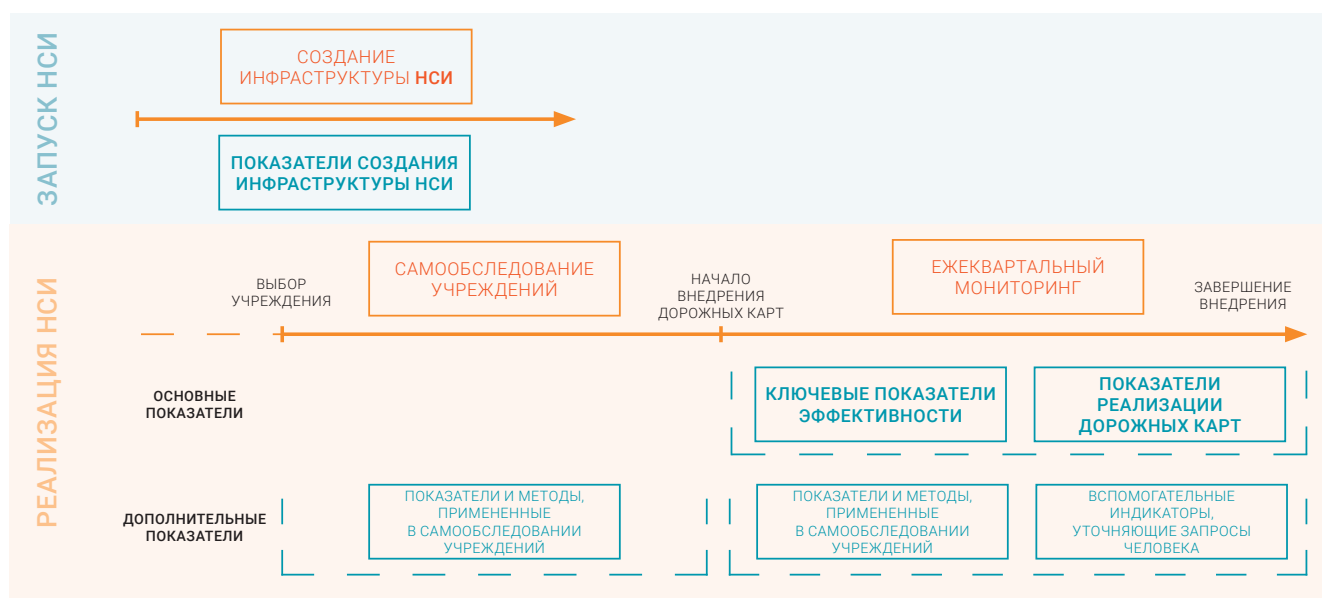 ЗАПУСК НСИ
СОЗДАНИЕ
ИНФРАСТРУКТУРЫ НСИ
ПОКАЗАТЕЛИ СОЗДАНИЯ
ИНФРАСТРУКТУРЫ НСИ
РЕАЛИЗАЦИЯ НСИ
ВЫБОР
УЧРЕЖДЕНИЯ
САМООБСЛЕДОВАНИЕ
УЧРЕЖДЕНИЙ
НАЧАЛО
ВНЕДРЕНИЯ
ДОРОЖНЫХ КАРТ
ЕЖЕКВАРТАЛЬНЫЙ
МОНИТОРИНГ
ЗАВЕРШЕНИЕ
ВНЕДРЕНИЯ
ОСНОВНЫЕ
ПОКАЗАТЕЛИ
КЛЮЧЕВЫЕ ПОКАЗАТЕЛИ
ЭФФЕКТИВНОСТИ
ПОКАЗАТЕЛИ
РЕАЛИЗАЦИИ
ДОРОЖНЫХ КАРТ
ДОПОЛНИТЕЛЬНЫЕ
ПОКАЗАТЕЛИ
ПОКАЗАТЕЛИ И МЕТОДЫ,
ПРИМЕНЕННЫЕ
В САМООБСЛЕДОВАНИИ
УЧРЕЖДЕНИЙ
ПОКАЗАТЕЛИ И МЕТОДЫ,
ПРИМЕНЕННЫЕ
В САМООБСЛЕДОВАНИИ
УЧРЕЖДЕНИЙ
ВСПОМОГАТЕЛЬНЫЕ
ИНДИКАТОРЫ,
УТОЧНЯЮЩИЕ ЗАПРОСЫ
ЧЕЛОВЕКА